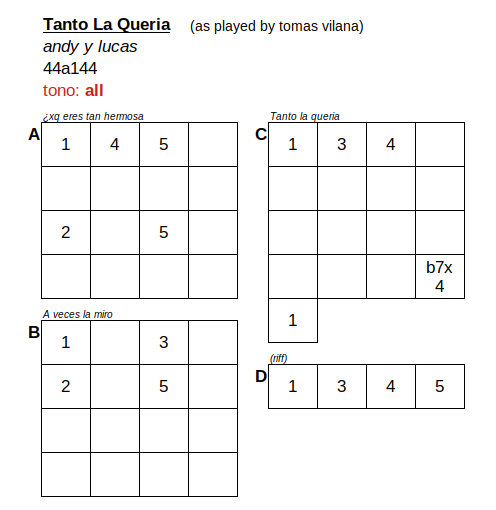 Tanto La Queria (as played by tomas vilana)
andy y lucas
44a144
tono: all
¿xq eres tan hermosa
A
1 4 5
2 5
A veces la miro
B
1 3
2 5
Tanto la queria
C
1 3 4
b7x
4
1
(riff)
D
1 3 4 5